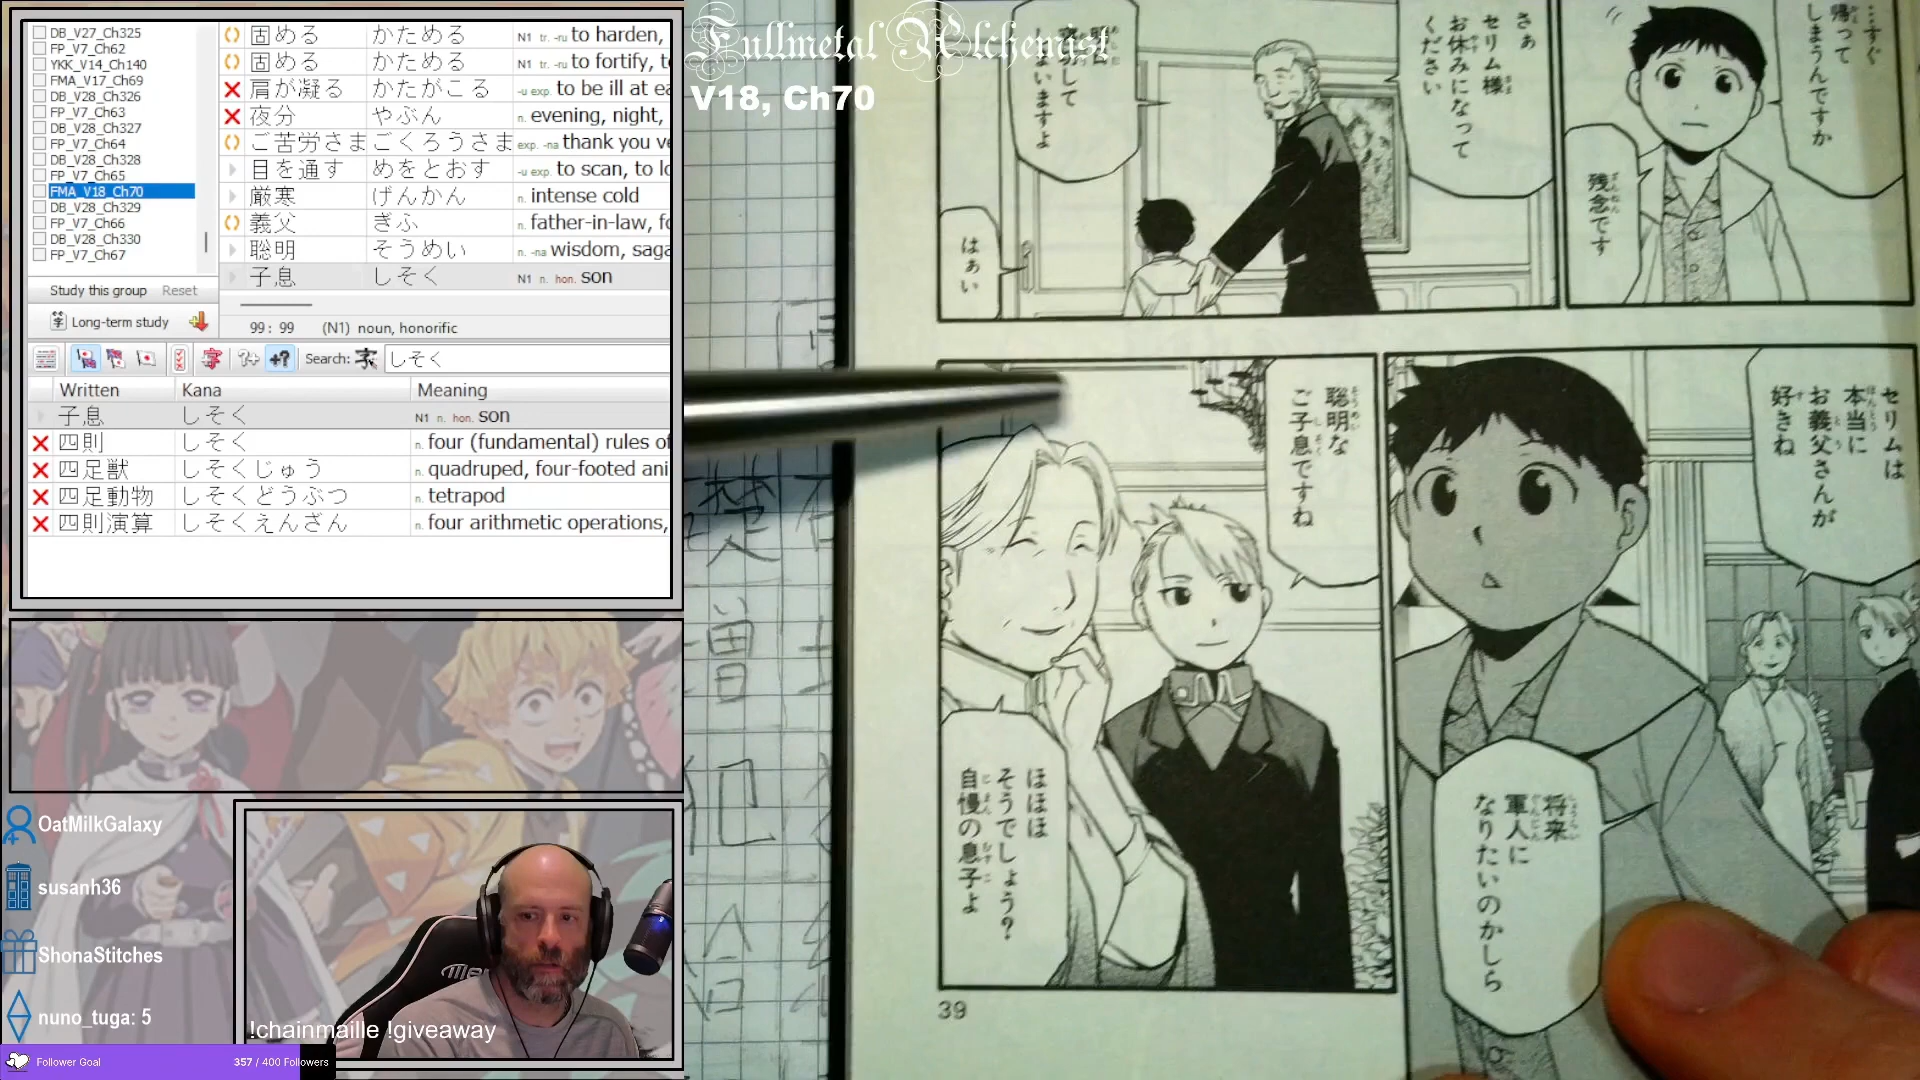 DB_V27_Ch325
FP_V7_Ch62
YKK_V14_Ch140
FMA_V17_Ch69
DB_V28_Ch326
FP_V7_Ch63
DB_V28_Ch327
FP_V7_Ch64
DB_V28_Ch328
FP_V7_Ch65
FMA_V18_Ch70
DB_V28_Ch329
FP_V7_Ch66
DB_V28_Ch330
FP_V7_Ch67
Study this group Reset
Long-term study
固める かためる N1 tr. -ru to harden,
固める かためる N1 tr. -ru to fortify, t
肩が凝る かたがこる -u exp. to be ill at ea
夜分 やぶん n. evening, night,
ご苦労さま ごくろうさま exp. -na thank you ve
目を通す めをとおす -u exp. to scan, to lo
厳寒 げんかん n. intense cold
義父 ぎふ n. father-in-law, fo
聡明 そうめい n. -na wisdom, saga
子息 しそく N1 n. hon. son
99: 99 (N1) noun, honorific
Search: しそく
Written Kana Meaning
子息 しそく N1 n. hon. son
四則 しそく n. four (fundamental) rules of
四足獣 しそくじゅう n. quadruped, four-footed ani
四足動物 しそくどうぶつ n. tetrapod
四則演算 しそくえんざん n. four arithmetic operations,
OatMilkGalaxy
susanh36
ShonaStitches
nuno_tuga: 5
!chainmaille !giveaway
Follower Goal 357 / 400 Followers
Fullmetal Alchemist
V18, Ch70
…すぐ
帰って
しまうんですか
残念です
さぁ
セリム様
お休みになって
ください
まいますよ
はぁい
セリムは
本当に
お義父さんが
好きね
将来
軍人に
なりたいのかしら
聡明な
ご子息ですね
ほほほ
そうでしょう?
自慢の息子よ
39